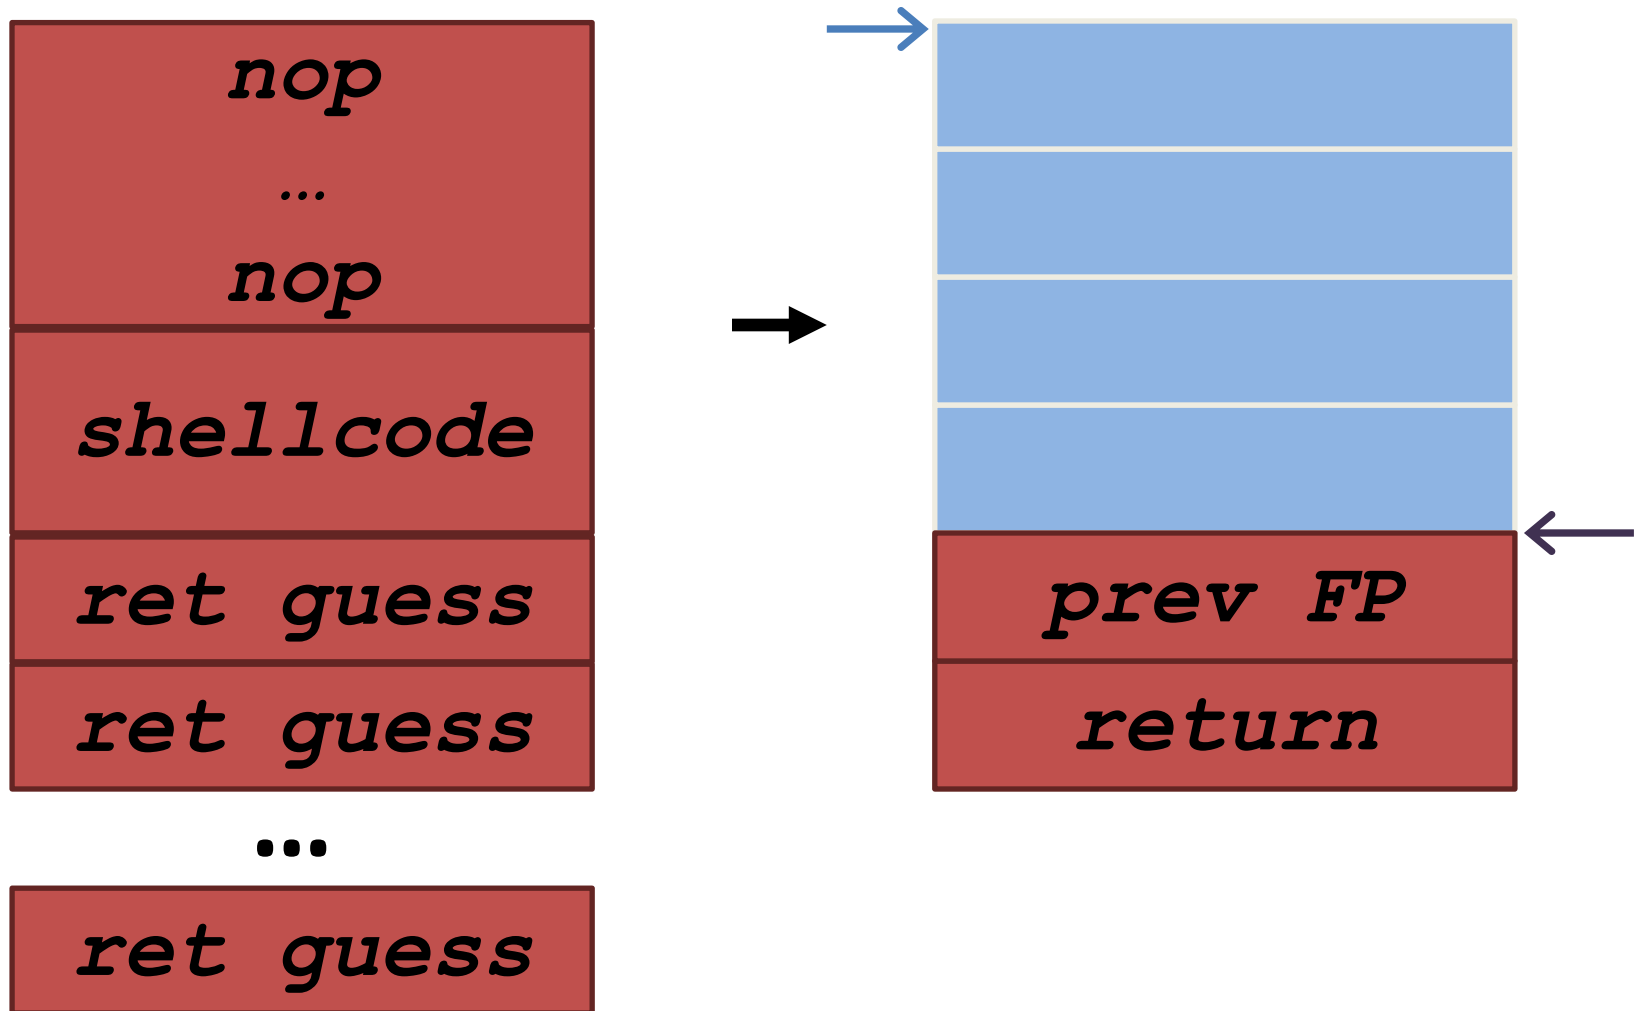 nop
...
nop
shellcode
ret guess
ret guess
...
ret guess
prev FP
return